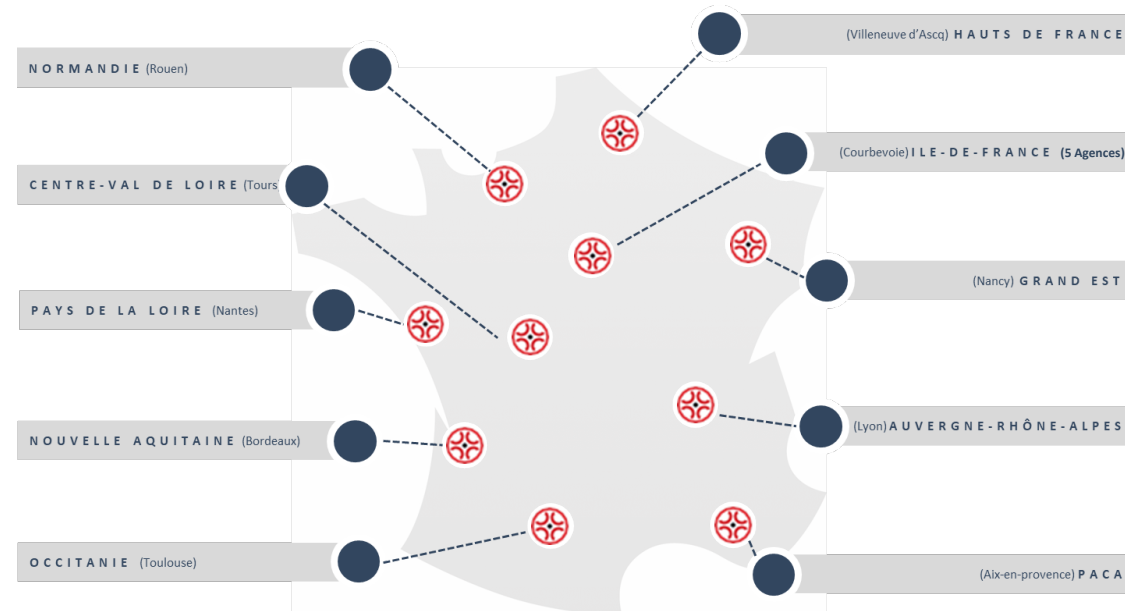 NORMANDIE (Rouen)
CENTRE-VAL DE LOIRE (Tours
PAYS DE LA LOIRE (Nantes)
NOUVELLE AQUITAINE (Bordeaux)
OCCITANIE (Toulouse)
(Villeneuve d'Ascq) HAUTS DE FRANCE
(Courbevoie) ILE-DE-FRANCE (5 Agences)
(Nancy) GRAND EST
(Lyon) AUVERGNE-RHÔNE-ALPES
(Aix-en-provence) PACA